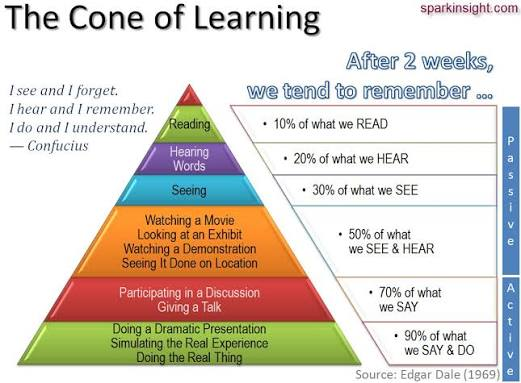 The Cone of Learning
sparkinsight.com
After 2 weeks,
we tend to remember ...
I see and I forget.
I hear and I remember.
I do and I understand.
— Confucius
Reading
• 10% of what we READ
Hearing
Words
• 20% of what we HEAR
Seeing
• 30% of what we SEE
Watching a Movie
Looking at an Exhibit
Watching a Demonstration
Seeing It Done on Location
• 50% of what
we SEE & HEAR
Participating in a Discussion
Giving a Talk
• 70% of what
we SAY
Doing a Dramatic Presentation
Simulating the Real Experience
Doing the Real Thing
• 90% of what
we SAY & DO
Passive
Active
Source: Edgar Dale (1969)